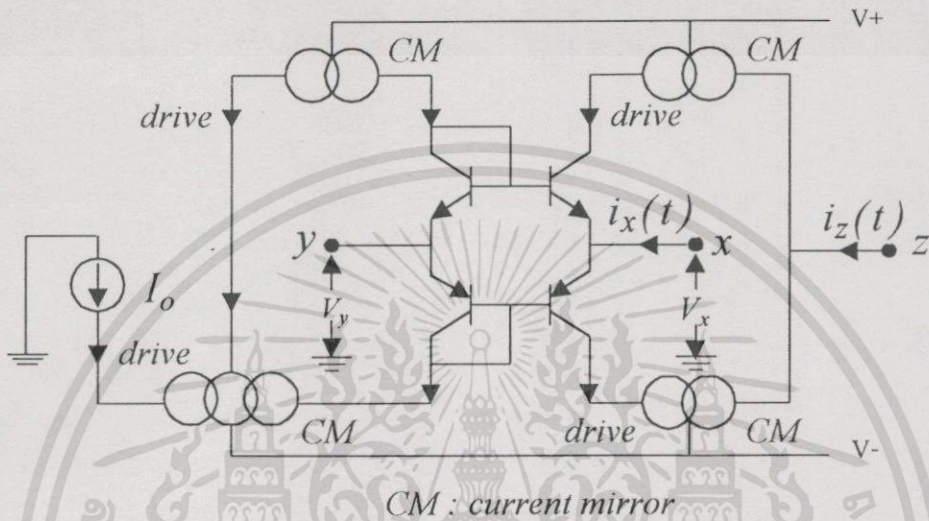 V+
CM
CM
drive
drive
i_x(t)
i_z(t)
y
x
z
I_o
V_y
V_x
drive
CM
drive
CM
V-
CM : current mirror